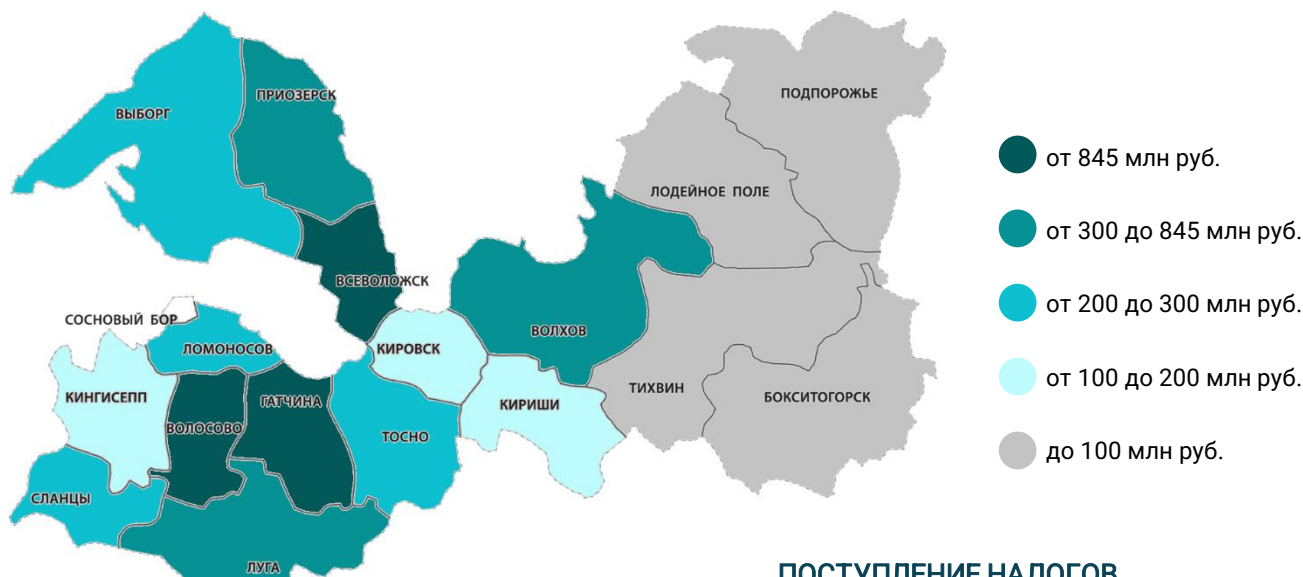 ПОДПОРОЖЬЕ
ПРИОЗЕРСК
ВЫБОРГ
от 845 млн руб.
ЛОДЕЙНОЕ ПОЛЕ
от 300 до 845 млн руб.
ВСЕВОЛОЖСК
от 200 до 300 млн руб.
СОСНОВЫЙ БОР
ВОЛХОВ
ЛОМОНОСОВ
КИРОВСК
от 100 до 200 млн руб.
ТИХВИН
БОКСИТОГОРСК
КИНГИСЕПП
ГАТЧИНА
КИРИШИ
ВОЛОСОВО
ТОСНО
до 100 млн руб.
СЛАНЦЫ
ЛУГА
ПОСТУПЛЕНИЕ НАЛОГОВ